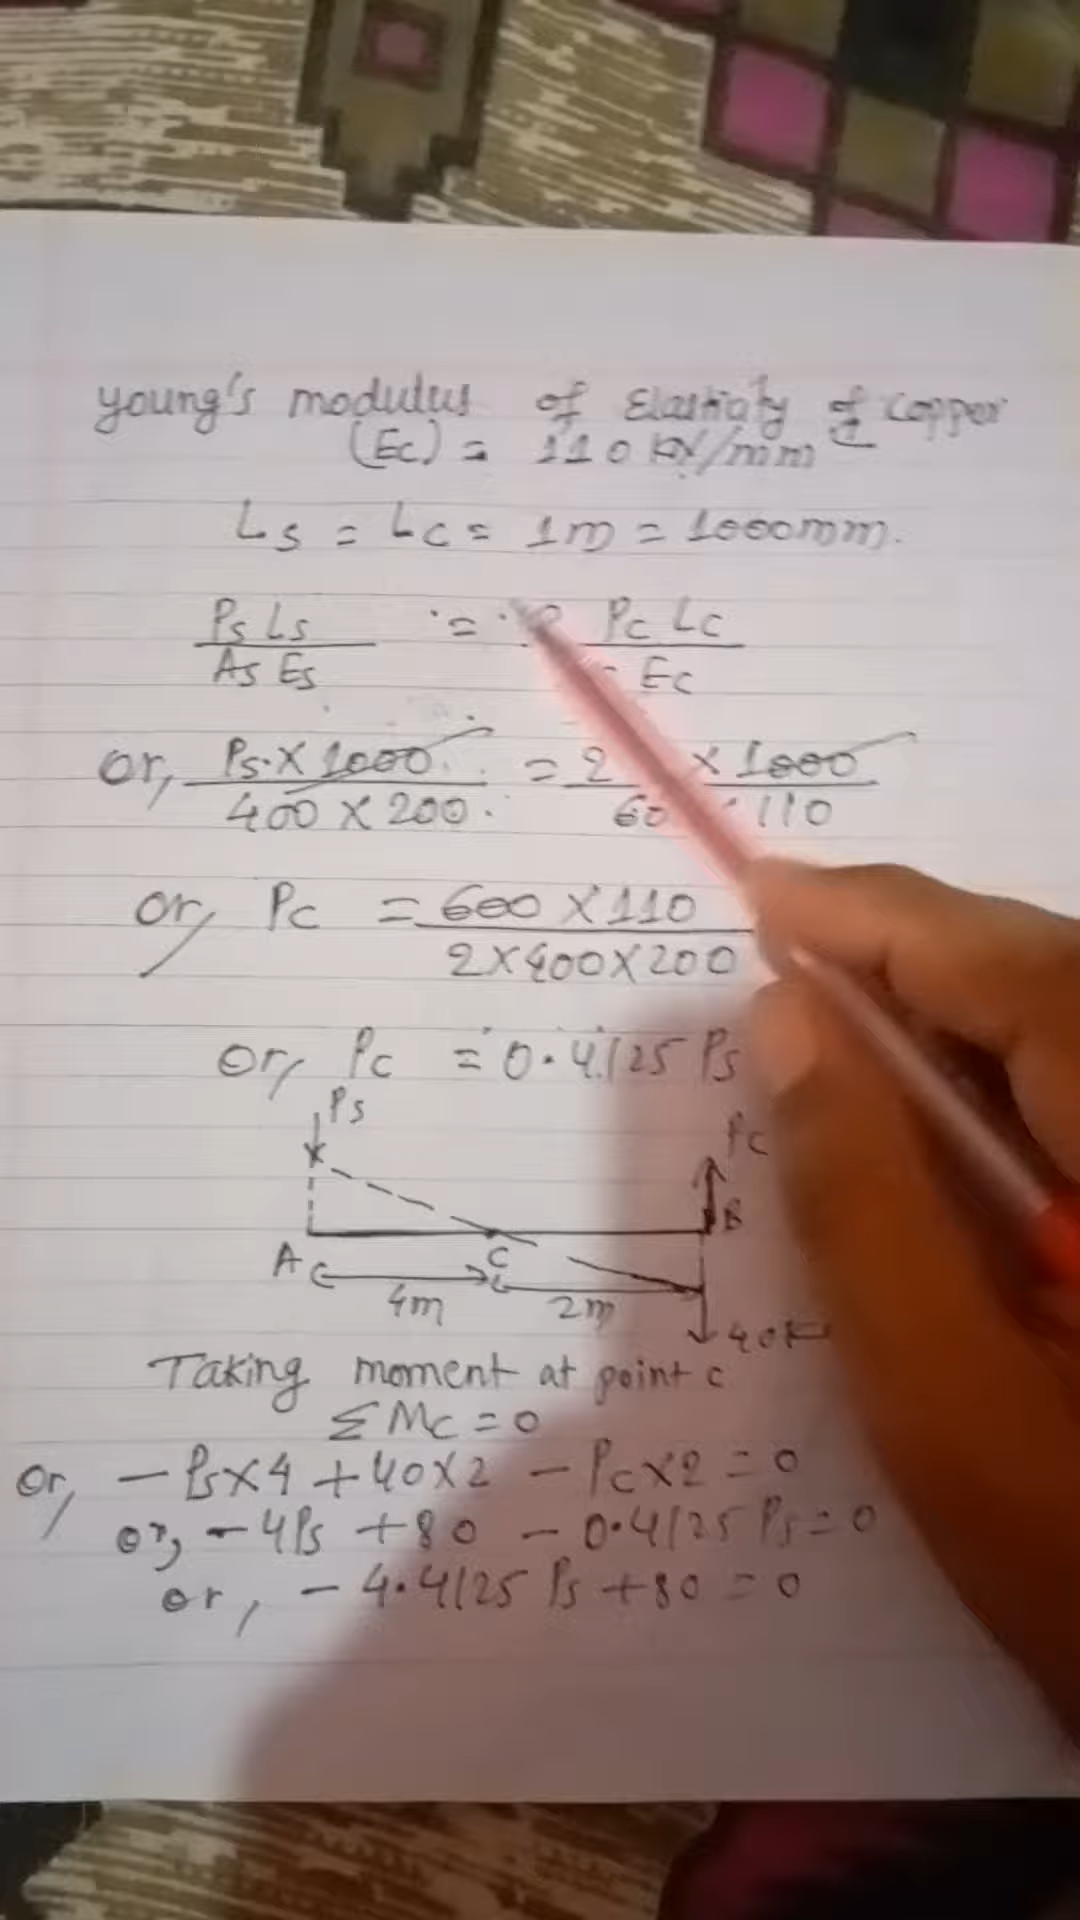 young's modulus of Elasticity of copper
(Ec) = 110 KN/mm
Ls = Lc = 1m = 1000mm.
Ps Ls / As Es = Pc Lc / Ec
or, Ps × 1000 / 400 × 200 = 2 × 1000 / 60 110
or, Pc = 600 × 110 / 2×400×200
or, Pc = 0.4125 Ps
Ps
Pc
A
C
B
4m
2m
Taking moment at point c
ΣMc = 0
or, - Ps×4 + 40×2 - Pc×2 = 0
or, - 4Ps + 80 - 0.4125 Ps = 0
or, - 4.4125 Ps + 80 = 0